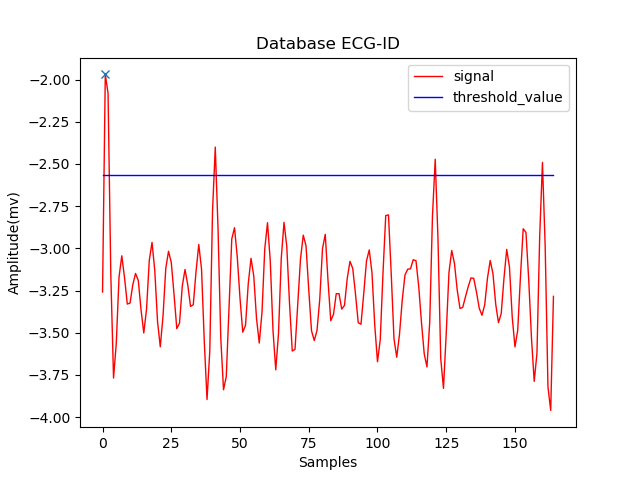 Database ECG-ID
signal
threshold_value
Amplitude(mv)
−2.00
−2.25
−2.50
−2.75
−3.00
−3.25
−3.50
−3.75
−4.00
0 25 50 75 100 125 150
Samples